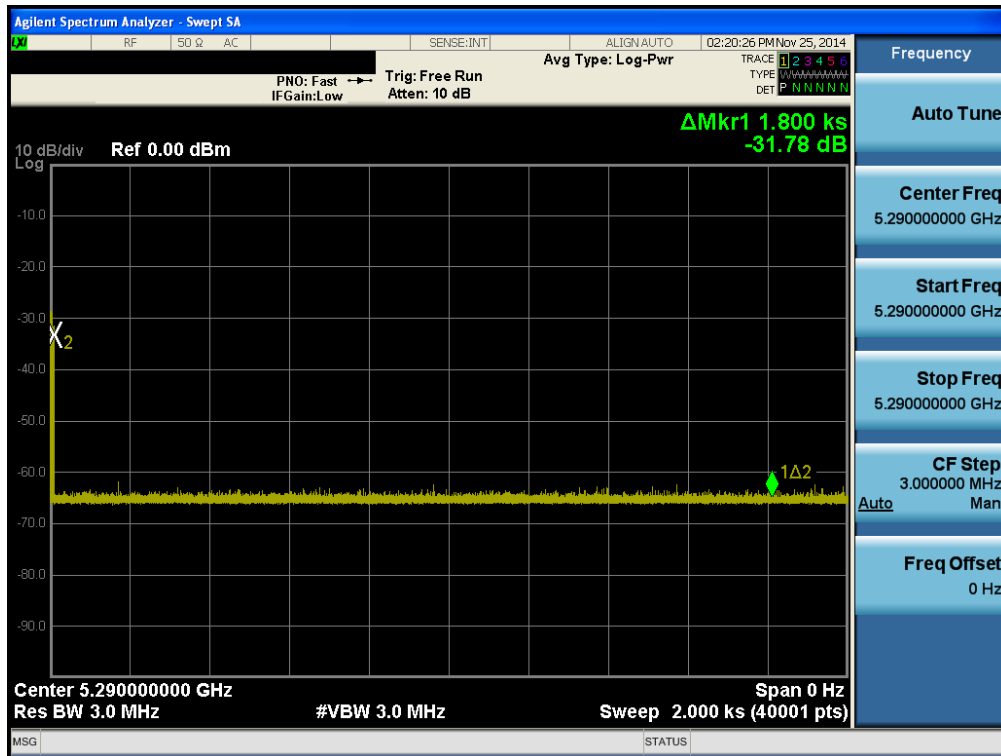 Agilent Spectrum Analyzer - Swept SA
LXI RF 50 Ω AC SENSE:INT ALIGN AUTO 02:20:26 PM Nov 25, 2014
Frequency
Avg Type: Log-Pwr
TRACE 1 2 3 4 5 6
PNO: Fast
Trig: Free Run
TYPE
IFGain:Low
Atten: 10 dB
DET P N N N N N
Auto Tune
ΔMkr1 1.800 ks
-31.78 dB
10 dB/div
Log
Ref 0.00 dBm
-10.0
-20.0
-30.0
-40.0
-50.0
-60.0
-70.0
-80.0
-90.0
2
1Δ2
Center Freq
5.290000000 GHz
Start Freq
5.290000000 GHz
Stop Freq
5.290000000 GHz
CF Step
3.000000 MHz
Auto Man
Freq Offset
0 Hz
Center 5.290000000 GHz Span 0 Hz
Res BW 3.0 MHz #VBW 3.0 MHz Sweep 2.000 ks (40001 pts)
MSG STATUS